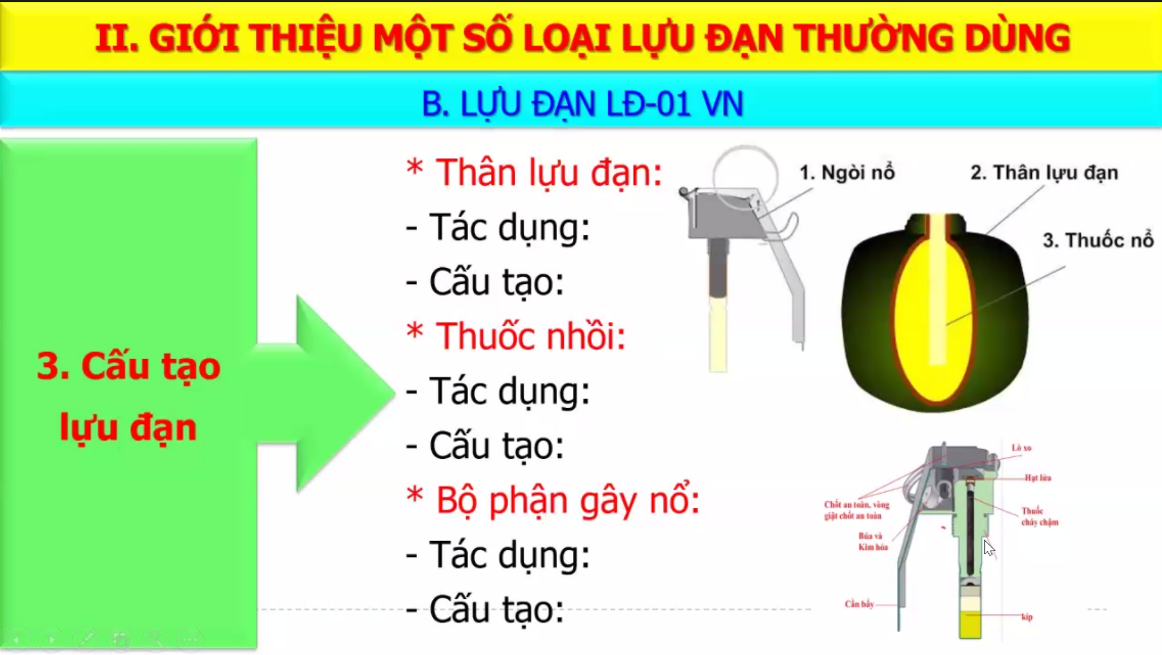 II. GIỚI THIỆU MỘT SỐ LOẠI LỰU ĐẠN THƯỜNG DÙNG
B. LỰU ĐẠN LĐ-01 VN
3. Cấu tạo
lựu đạn
* Thân lựu đạn:
- Tác dụng:
- Cấu tạo:
* Thuốc nhồi:
- Tác dụng:
- Cấu tạo:
* Bộ phận gây nổ:
- Tác dụng:
- Cấu tạo:
1. Ngòi nổ
2. Thân lựu đạn
3. Thuốc nổ
Lò xo
Hạt lửa
Chốt an toàn, vòng
giật chốt an toàn
Thuốc
cháy chậm
Búa và
Kim hỏa
Cần bẩy
kíp